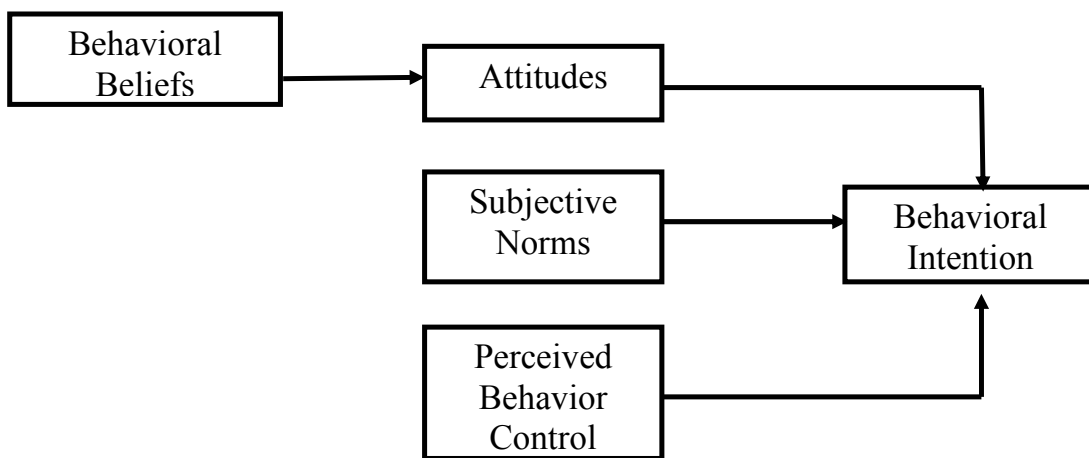 Behavioral
Beliefs
Attitudes
Subjective
Norms
Behavioral
Intention
Perceived
Behavior
Control